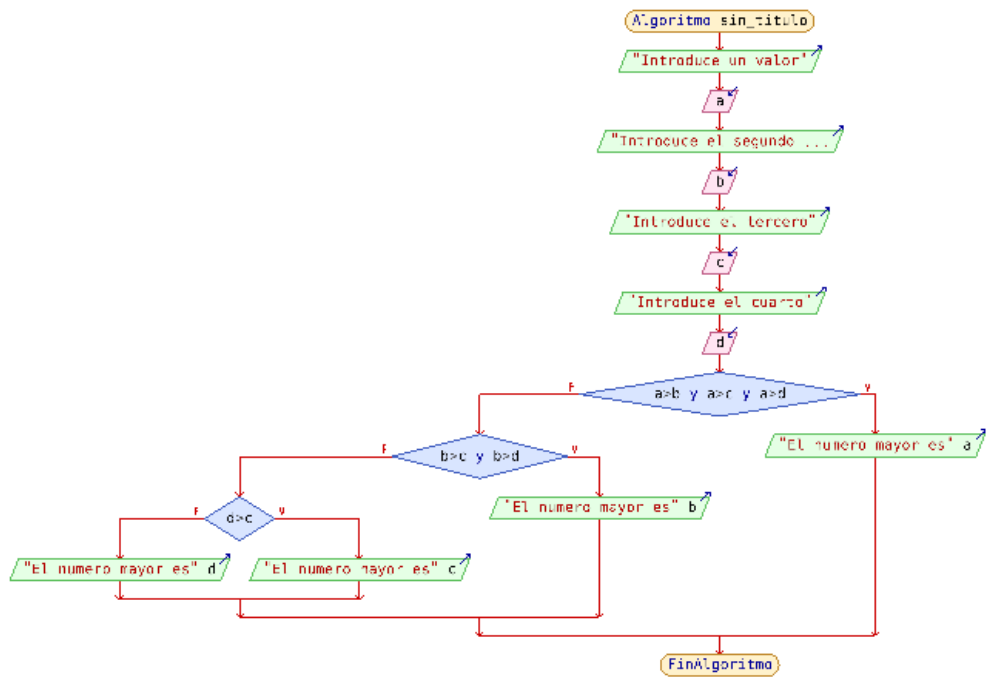 Algoritmo sin_titulo
"Introduce un valor"
a
"Introduce el segundo ...
b
"Introduce el tercero"
c
"Introduce el cuarto"
d
F a>b y a>c y a>d V
"El numero mayor es" a
F b>c y b>d V
"El numero mayor es" b
F d>c V
"El numero mayor es" d
"El numero mayor es" c
FinAlgoritmo